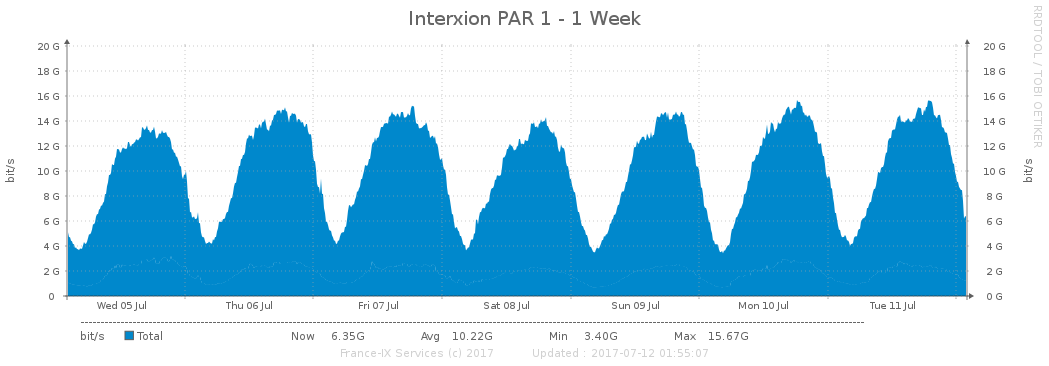 Interxion PAR 1 - 1 Week
RRDTOOL / TOBI OETIKER
20 G 20 G
18 G 18 G
16 G 16 G
14 G 14 G
12 G 12 G
10 G 10 G
8 G 8 G
6 G 6 G
4 G 4 G
2 G 2 G
0 0 G
bit/s
bit/s
Wed 05 Jul Thu 06 Jul Fri 07 Jul Sat 08 Jul Sun 09 Jul Mon 10 Jul Tue 11 Jul
bit/s Total Now 6.35G Avg 10.22G Min 3.40G Max 15.67G
France-IX Services (c) 2017 Updated : 2017-07-12 01:55:07